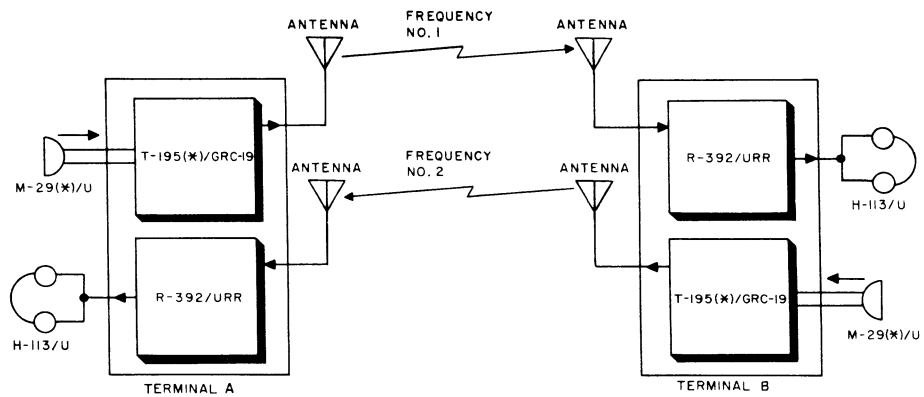 ANTENNA
FREQUENCY
NO. 1
ANTENNA
T-195(*)/GRC-19
M-29(*)/U
R-392/URR
H-113/U
ANTENNA
FREQUENCY
NO. 2
ANTENNA
R-392/URR
H-113/U
T-195(*)/GRC-19
M-29(*)/U
TERMINAL A
TERMINAL B